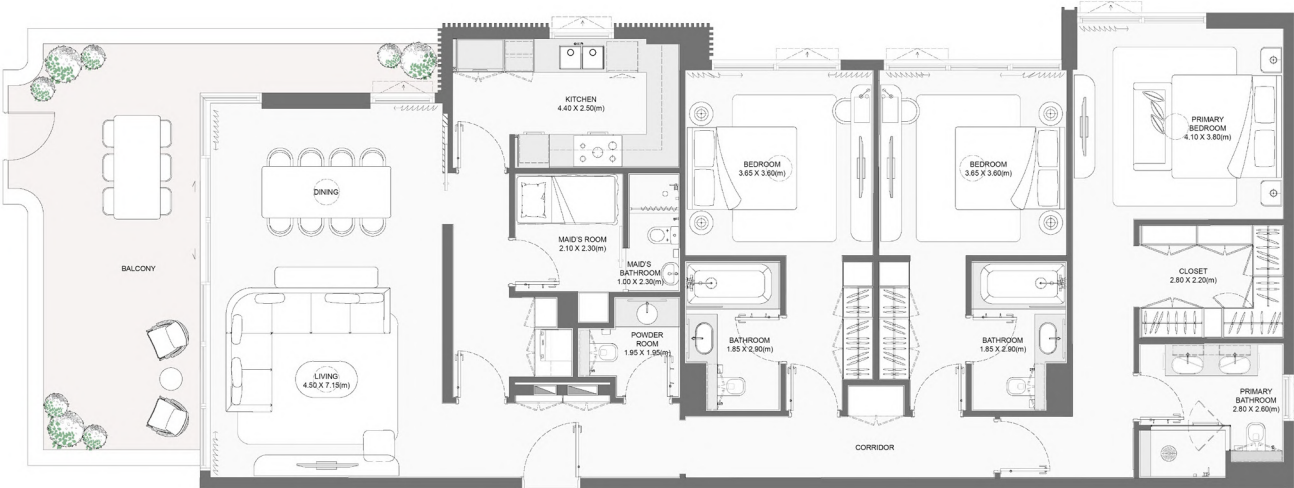 KITCHEN
4.40 X 2.50(m)
PRIMARY
BEDROOM
4.10 X 3.80(m)
BEDROOM
3.65 X 3.60(m)
BEDROOM
3.65 X 3.60(m)
DINING
MAID'S ROOM
2.10 X 2.30(m)
MAID'S
BATHROOM
1.00 X 2.30(m)
BALCONY
CLOSET
2.80 X 2.20(m)
POWDER
ROOM
1.95 X 1.95(m)
BATHROOM
1.85 X 2.90(m)
BATHROOM
1.85 X 2.90(m)
LIVING
4.50 X 7.15(m)
PRIMARY
BATHROOM
2.80 X 2.60(m)
CORRIDOR